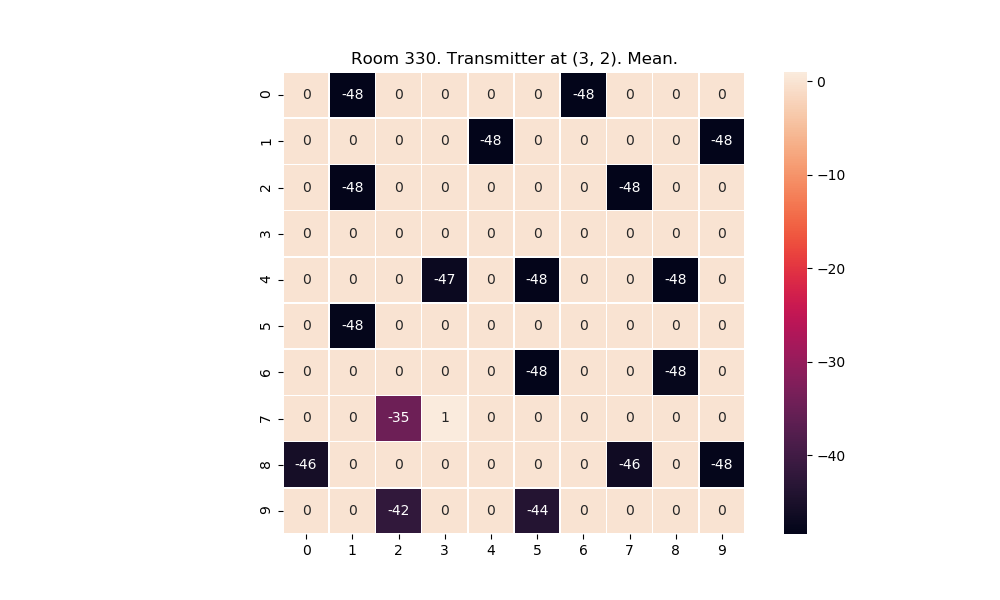 Room 330. Transmitter at (3, 2). Mean.
0 0 -48 0 0 0 0 -48 0 0 0
1 0 0 0 0 -48 0 0 0 0 -48
2 0 -48 0 0 0 0 0 -48 0 0
3 0 0 0 0 0 0 0 0 0 0
4 0 0 0 -47 0 -48 0 0 -48 0
5 0 -48 0 0 0 0 0 0 0 0
6 0 0 0 0 0 -48 0 0 -48 0
7 0 0 -35 1 0 0 0 0 0 0
8 -46 0 0 0 0 0 0 -46 0 -48
9 0 0 -42 0 0 -44 0 0 0 0
0 1 2 3 4 5 6 7 8 9
0
−10
−20
−30
−40